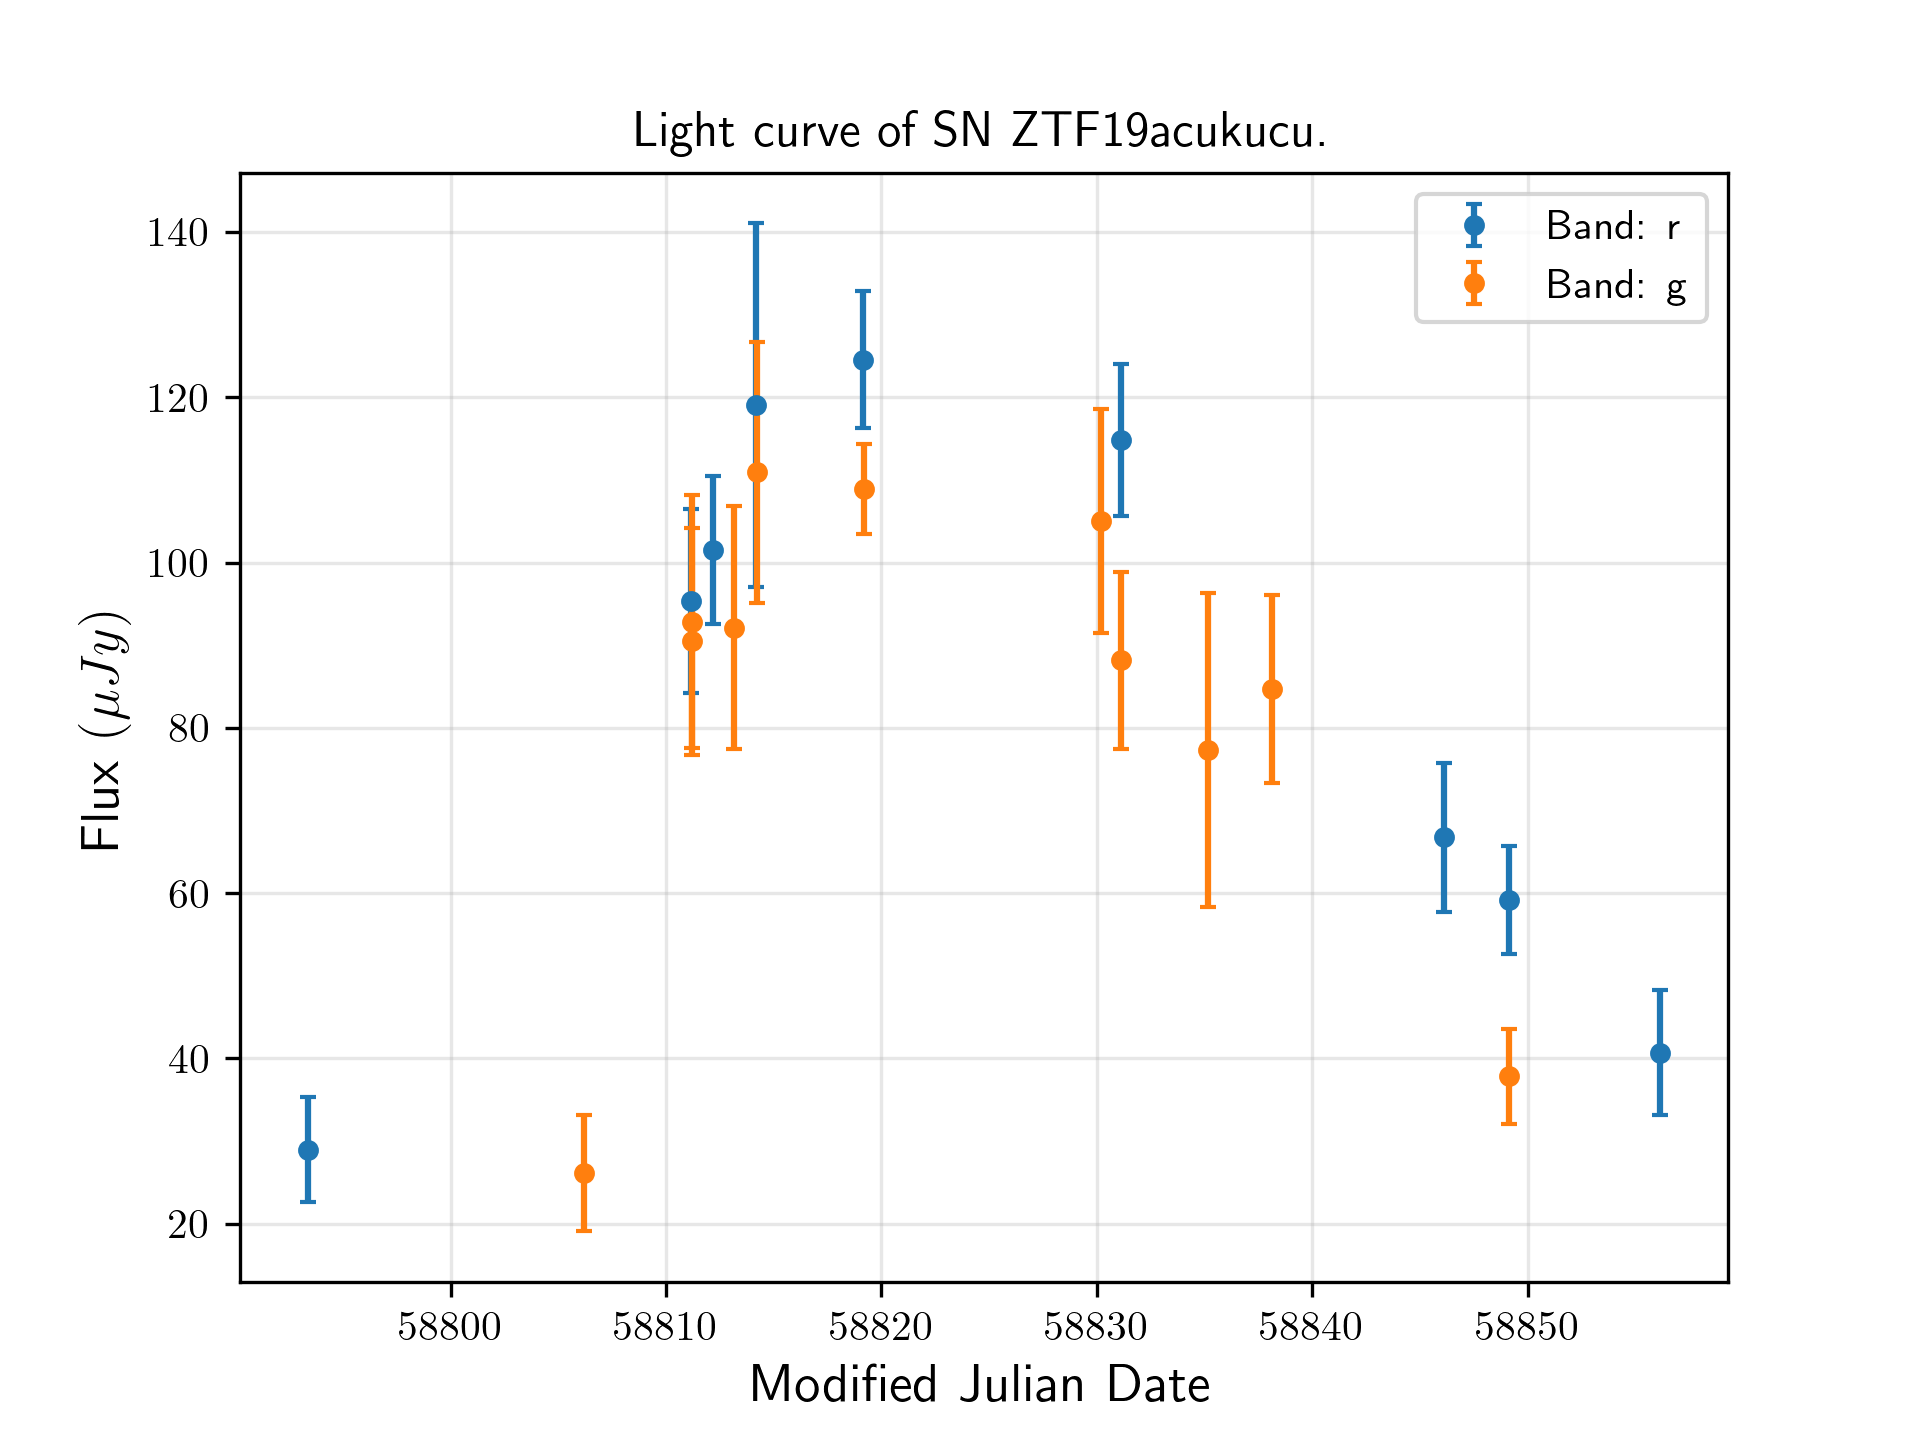 Light curve of SN ZTF19acukucu.
Band: r
Band: g
140
120
100
80
60
40
20
Flux (μJy)
58800 58810 58820 58830 58840 58850
Modified Julian Date